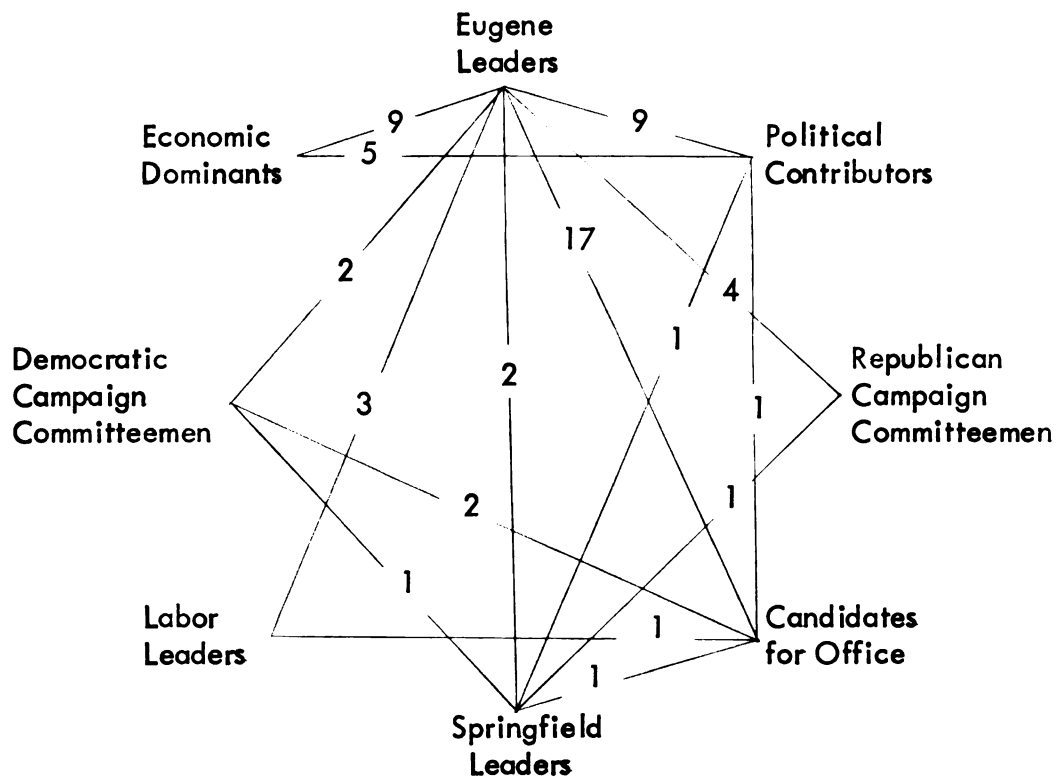 Eugene
Leaders
9
9
Economic
Dominants
5
Political
Contributors
17
2
4
1
Democratic
Campaign
Committeemen
3
2
1
Republican
Campaign
Committeemen
2
1
1
Labor
Leaders
1
Candidates
for Office
1
Springfield
Leaders